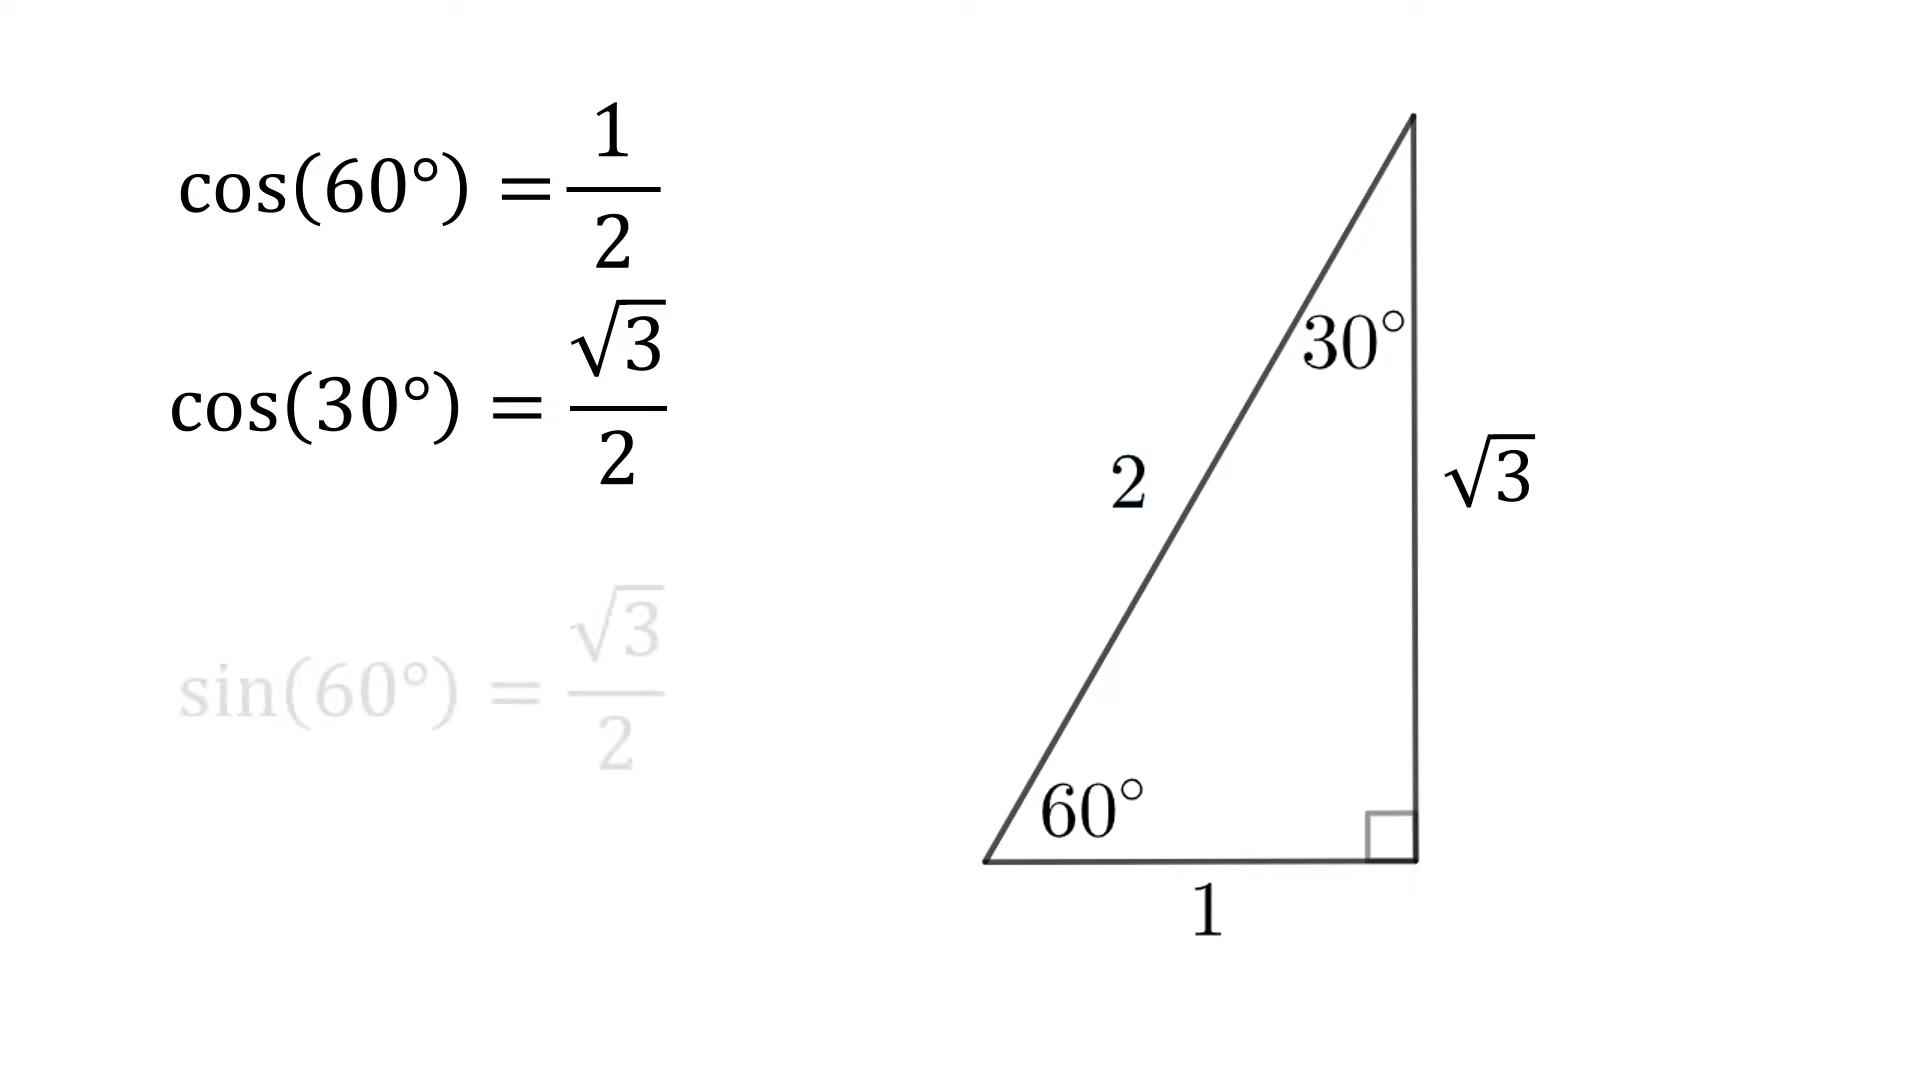 cos(60°) = 1/2
cos(30°) = √3/2
sin(60°) = √3/2
30°
2
√3
60°
1